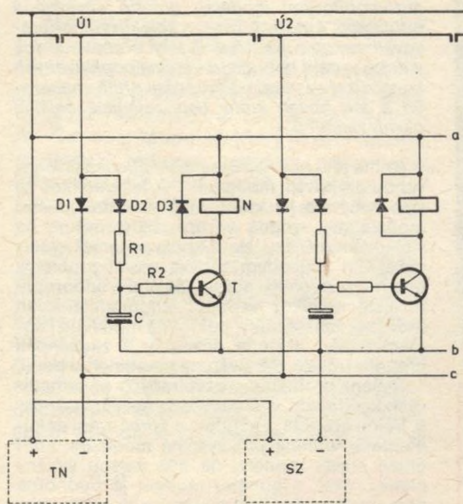 Ú1 Ú2
a
D1 D2 D3 N
R1
R2 T
C
b
c
+ - + -
TN SZ